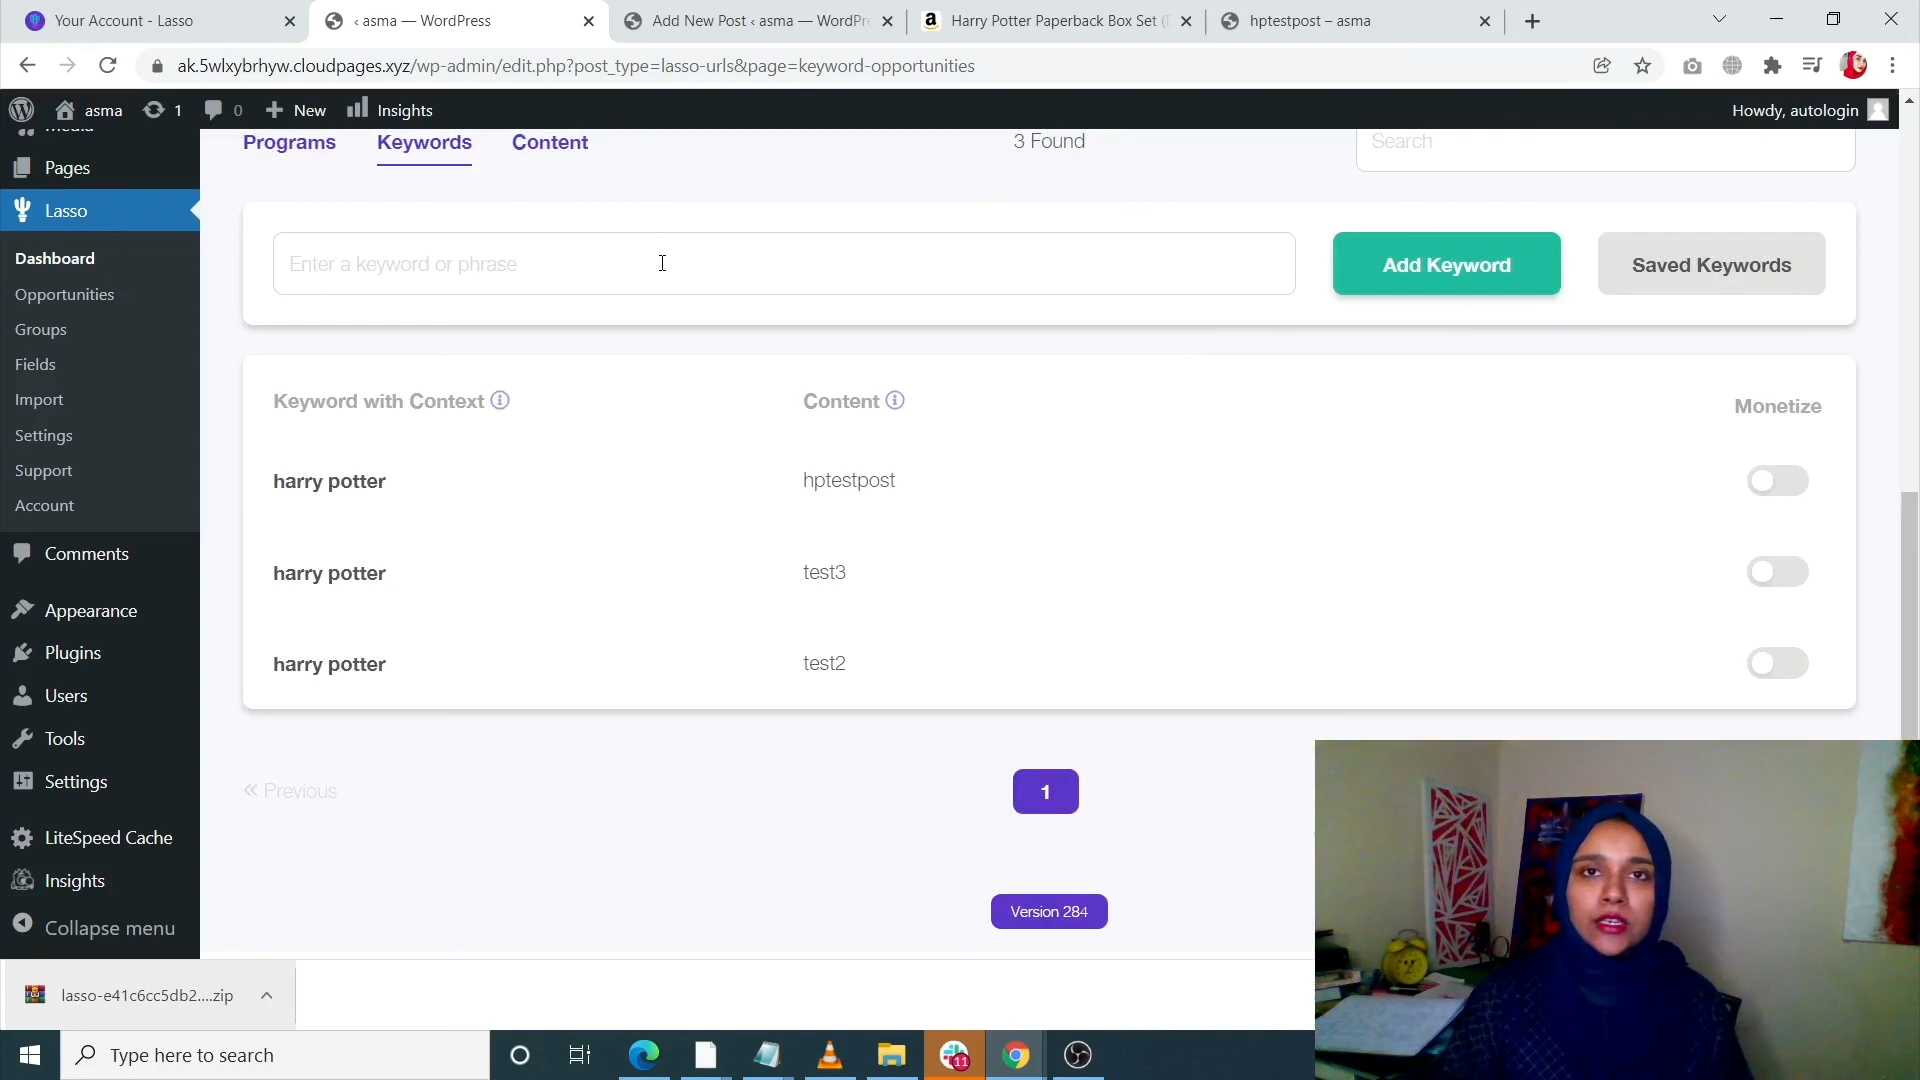 Your Account - Lasso
‹ asma — WordPress
Add New Post ‹ asma — WordPre
Harry Potter Paperback Box Set (
hptestpost – asma
ak.5wlxybrhyw.cloudpages.xyz/wp-admin/edit.php?post_type=lasso-urls&page=keyword-opportunities
asma
1
0
New
Insights
Howdy, autologin
Media
Pages
Lasso
Dashboard
Opportunities
Groups
Fields
Import
Settings
Support
Account
Comments
Appearance
Plugins
Users
Tools
Settings
LiteSpeed Cache
Insights
Collapse menu
Programs
Keywords
Content
3 Found
Search
Enter a keyword or phrase
Add Keyword
Saved Keywords
Keyword with Context
Content
Monetize
harry potter
hptestpost
harry potter
test3
harry potter
test2
« Previous
1
Version 284
lasso-e41c6cc5db2....zip
Type here to search
11